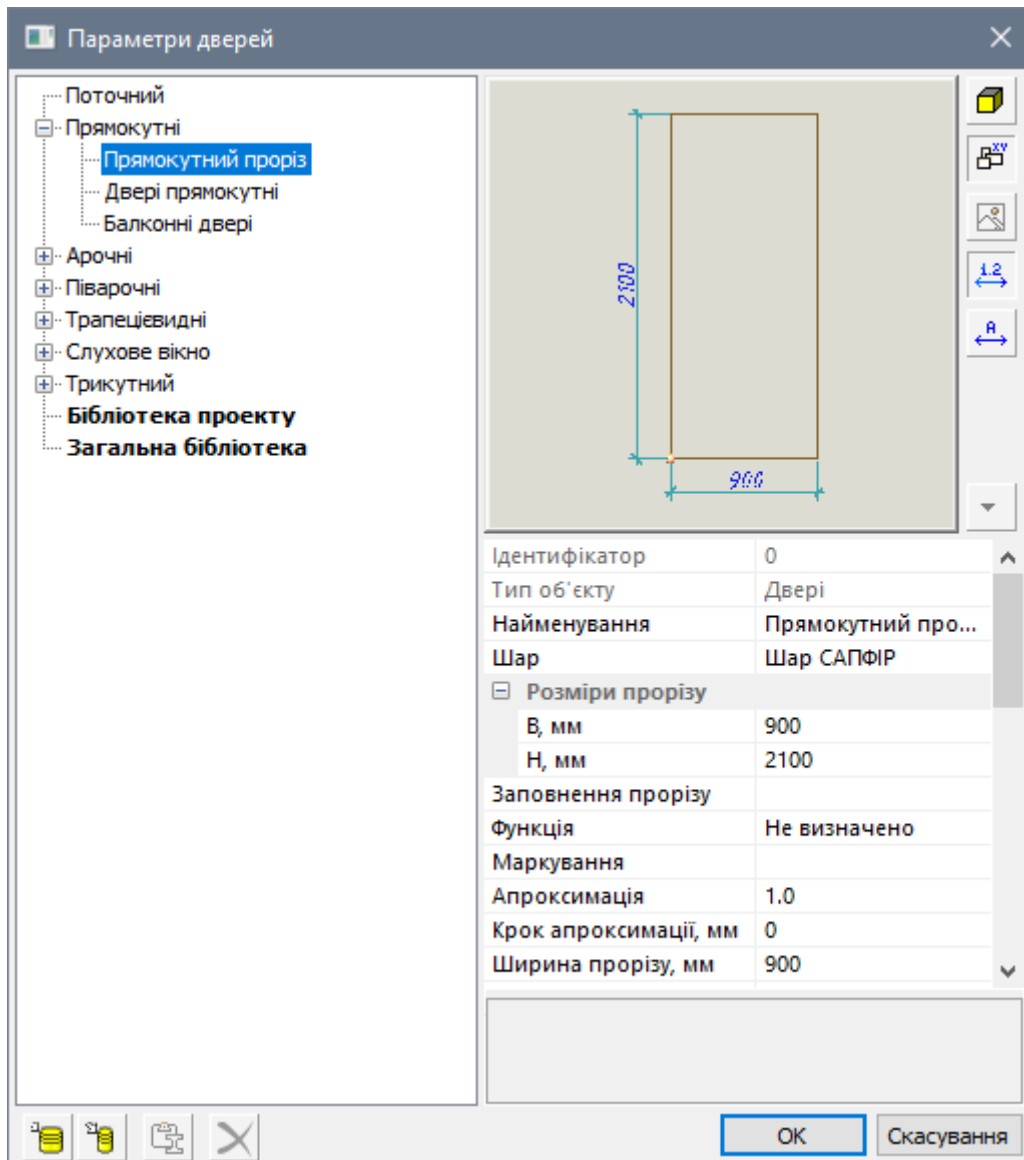 Параметри дверей
Поточний
Прямокутні
Прямокутний проріз
Двері прямокутні
Балконні двері
Арочні
Піварочні
Трапецієвидні
Слухове вікно
Трикутний
Бібліотека проекту
Загальна бібліотека
2100
900
XY
1.2
A
Ідентифікатор 0
Тип об'єкту Двері
Найменування Прямокутний про...
Шар Шар САПФІР
Розміри прорізу
B, мм 900
H, мм 2100
Заповнення прорізу
Функція Не визначено
Маркування
Апроксимація 1.0
Крок апроксимації, мм 0
Ширина прорізу, мм 900
OK Скасування